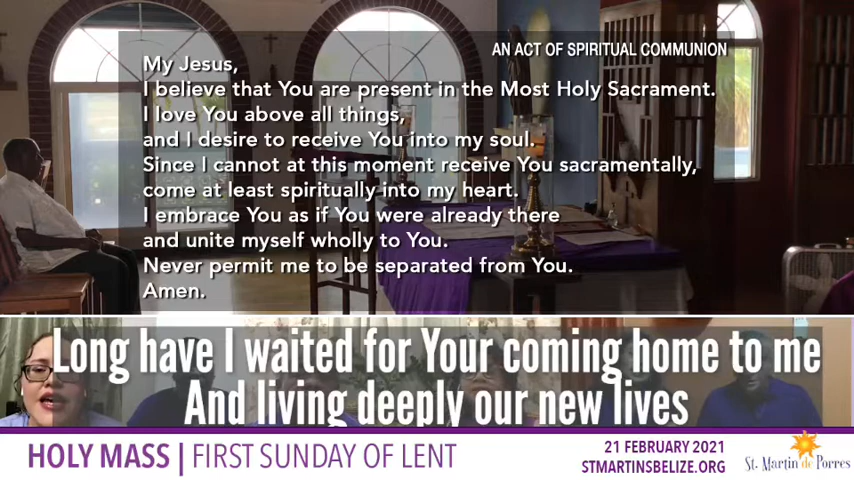 AN ACT OF SPIRITUAL COMMUNION
My Jesus,
I believe that You are present in the Most Holy Sacrament.
I love You above all things,
and I desire to receive You into my soul.
Since I cannot at this moment receive You sacramentally,
come at least spiritually into my heart.
I embrace You as if You were already there
and unite myself wholly to You.
Never permit me to be separated from You.
Amen.
Long have I waited for Your coming home to me
And living deeply our new lives
HOLY MASS | FIRST SUNDAY OF LENT
21 FEBRUARY 2021
STMARTINSBELIZE.ORG
St. Martin de Porres